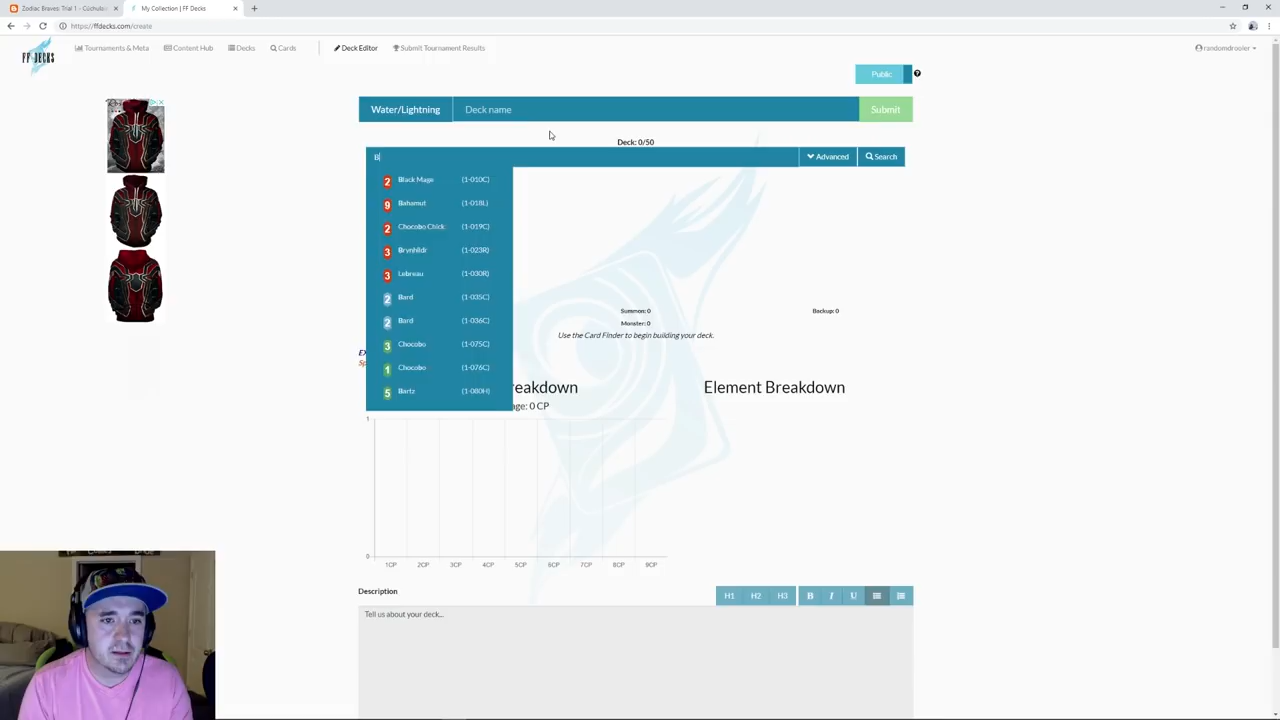 Zodiac Braves: Trial 1 - Cúchula
My Collection | FF Decks
https://ffdecks.com/create
FF DECKS
Tournaments & Meta
Content Hub
Decks
Cards
Deck Editor
Submit Tournament Results
randomdrooler
Public
Water/Lightning
Deck name
Submit
Deck: 0/50
B
Advanced
Search
2 Black Mage (1-010C)
9 Bahamut (1-018L)
2 Chocobo Chick (1-019C)
3 Brynhildr (1-023R)
3 Lebreau (1-030R)
2 Bard (1-035C)
2 Bard (1-036C)
3 Chocobo (1-075C)
1 Chocobo (1-076C)
5 Bartz (1-080H)
Summon: 0
Backup: 0
Monster: 0
Use the Card Finder to begin building your deck.
EX
Sp
Breakdown
Element Breakdown
age: 0 CP
1
0
1CP 2CP 3CP 4CP 5CP 6CP 7CP 8CP 9CP
Description
H1 H2 H3 B I U
Tell us about your deck...